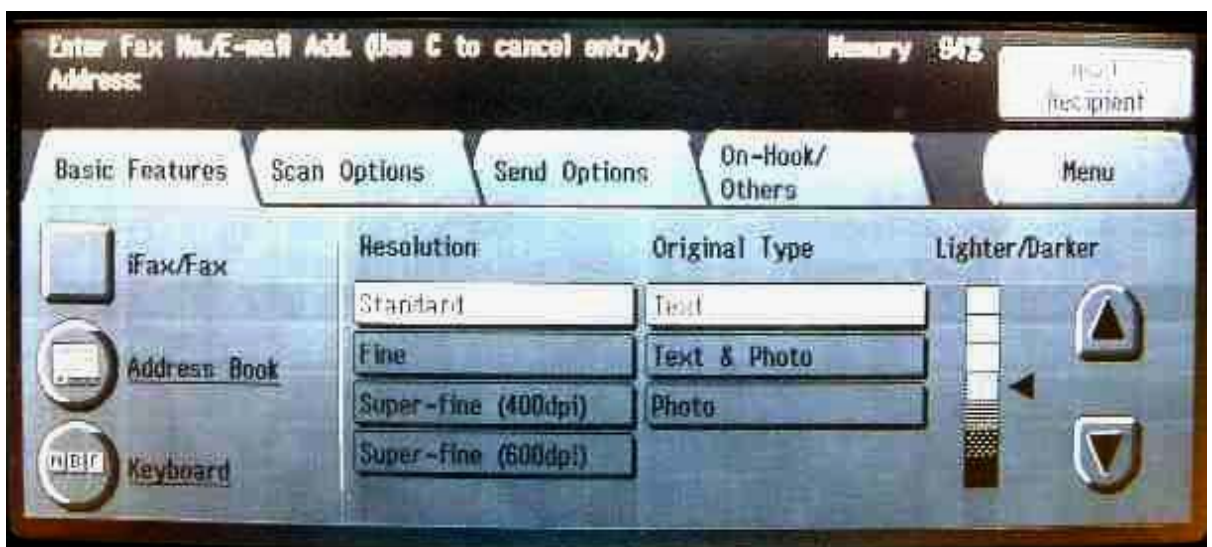 Enter Fax No./E-mail Add. (Use C to cancel entry.) Memory 94%
Address:
Next
Recipient
Basic Features
Scan Options
Send Options
On-Hook/
Others
Menu
iFax/Fax
Address Book
Keyboard
Resolution
Standard
Fine
Super-fine (400dpi)
Super-fine (600dpi)
Original Type
Text
Text & Photo
Photo
Lighter/Darker